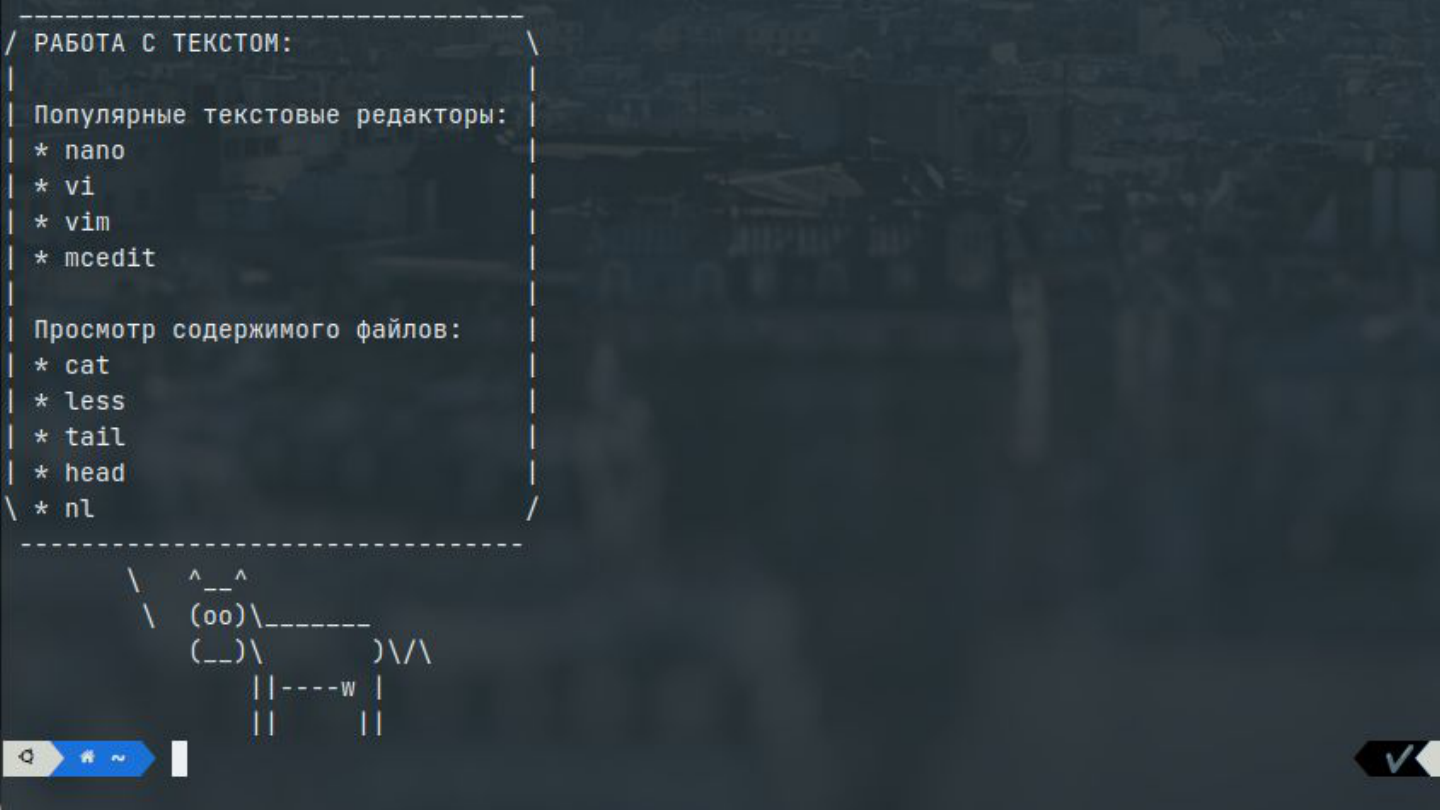 _________________________________
/ РАБОТА С ТЕКСТОМ:               \
|                                 |
| Популярные текстовые редакторы: |
| * nano                          |
| * vi                            |
| * vim                           |
| * mcedit                        |
|                                 |
| Просмотр содержимого файлов:    |
| * cat                           |
| * less                          |
| * tail                          |
| * head                          |
\ * nl                            /
 ---------------------------------
        \   ^__^
         \  (oo)\_______
            (__)\       )\/\
                ||----w |
                ||     ||
~